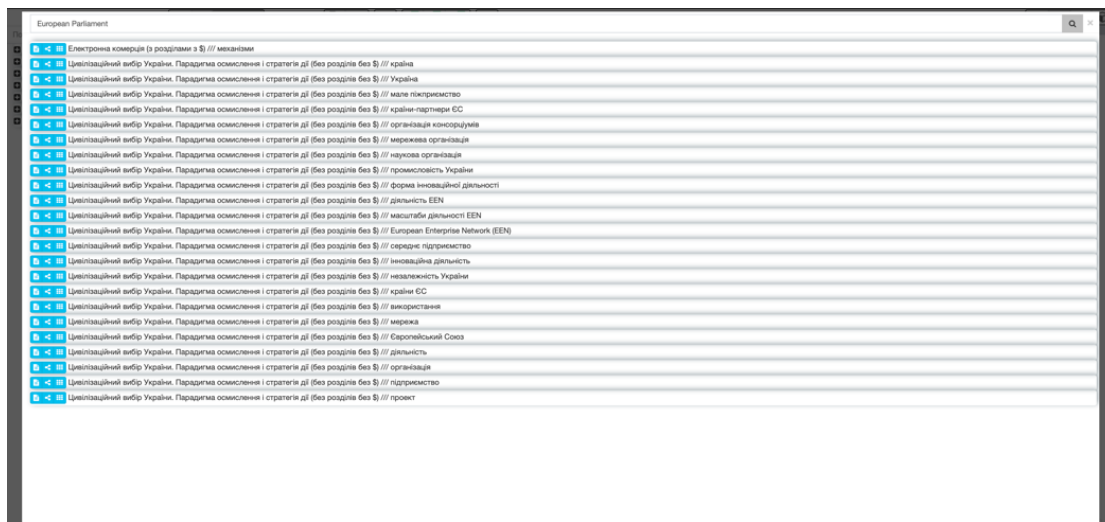 European Parliament
Електронна комерція (з розділами з $) /// механізми
Цивілізаційний вибір України. Парадигма осмислення і стратегія дії (без розділів без $) /// країна
Цивілізаційний вибір України. Парадигма осмислення і стратегія дії (без розділів без $) /// Україна
Цивілізаційний вибір України. Парадигма осмислення і стратегія дії (без розділів без $) /// мале піжприємство
Цивілізаційний вибір України. Парадигма осмислення і стратегія дії (без розділів без $) /// країни-партнери ЄС
Цивілізаційний вибір України. Парадигма осмислення і стратегія дії (без розділів без $) /// організація консорціумів
Цивілізаційний вибір України. Парадигма осмислення і стратегія дії (без розділів без $) /// мережева організація
Цивілізаційний вибір України. Парадигма осмислення і стратегія дії (без розділів без $) /// наукова організація
Цивілізаційний вибір України. Парадигма осмислення і стратегія дії (без розділів без $) /// промисловість України
Цивілізаційний вибір України. Парадигма осмислення і стратегія дії (без розділів без $) /// форма інноваційної діяльності
Цивілізаційний вибір України. Парадигма осмислення і стратегія дії (без розділів без $) /// діяльність EEN
Цивілізаційний вибір України. Парадигма осмислення і стратегія дії (без розділів без $) /// масштаби діяльності EEN
Цивілізаційний вибір України. Парадигма осмислення і стратегія дії (без розділів без $) /// European Enterprise Network (EEN)
Цивілізаційний вибір України. Парадигма осмислення і стратегія дії (без розділів без $) /// середнє підприємство
Цивілізаційний вибір України. Парадигма осмислення і стратегія дії (без розділів без $) /// інноваційна діяльність
Цивілізаційний вибір України. Парадигма осмислення і стратегія дії (без розділів без $) /// незалежність України
Цивілізаційний вибір України. Парадигма осмислення і стратегія дії (без розділів без $) /// країни ЄС
Цивілізаційний вибір України. Парадигма осмислення і стратегія дії (без розділів без $) /// використання
Цивілізаційний вибір України. Парадигма осмислення і стратегія дії (без розділів без $) /// мережа
Цивілізаційний вибір України. Парадигма осмислення і стратегія дії (без розділів без $) /// Європейський Союз
Цивілізаційний вибір України. Парадигма осмислення і стратегія дії (без розділів без $) /// діяльність
Цивілізаційний вибір України. Парадигма осмислення і стратегія дії (без розділів без $) /// організація
Цивілізаційний вибір України. Парадигма осмислення і стратегія дії (без розділів без $) /// підприємство
Цивілізаційний вибір України. Парадигма осмислення і стратегія дії (без розділів без $) /// проект